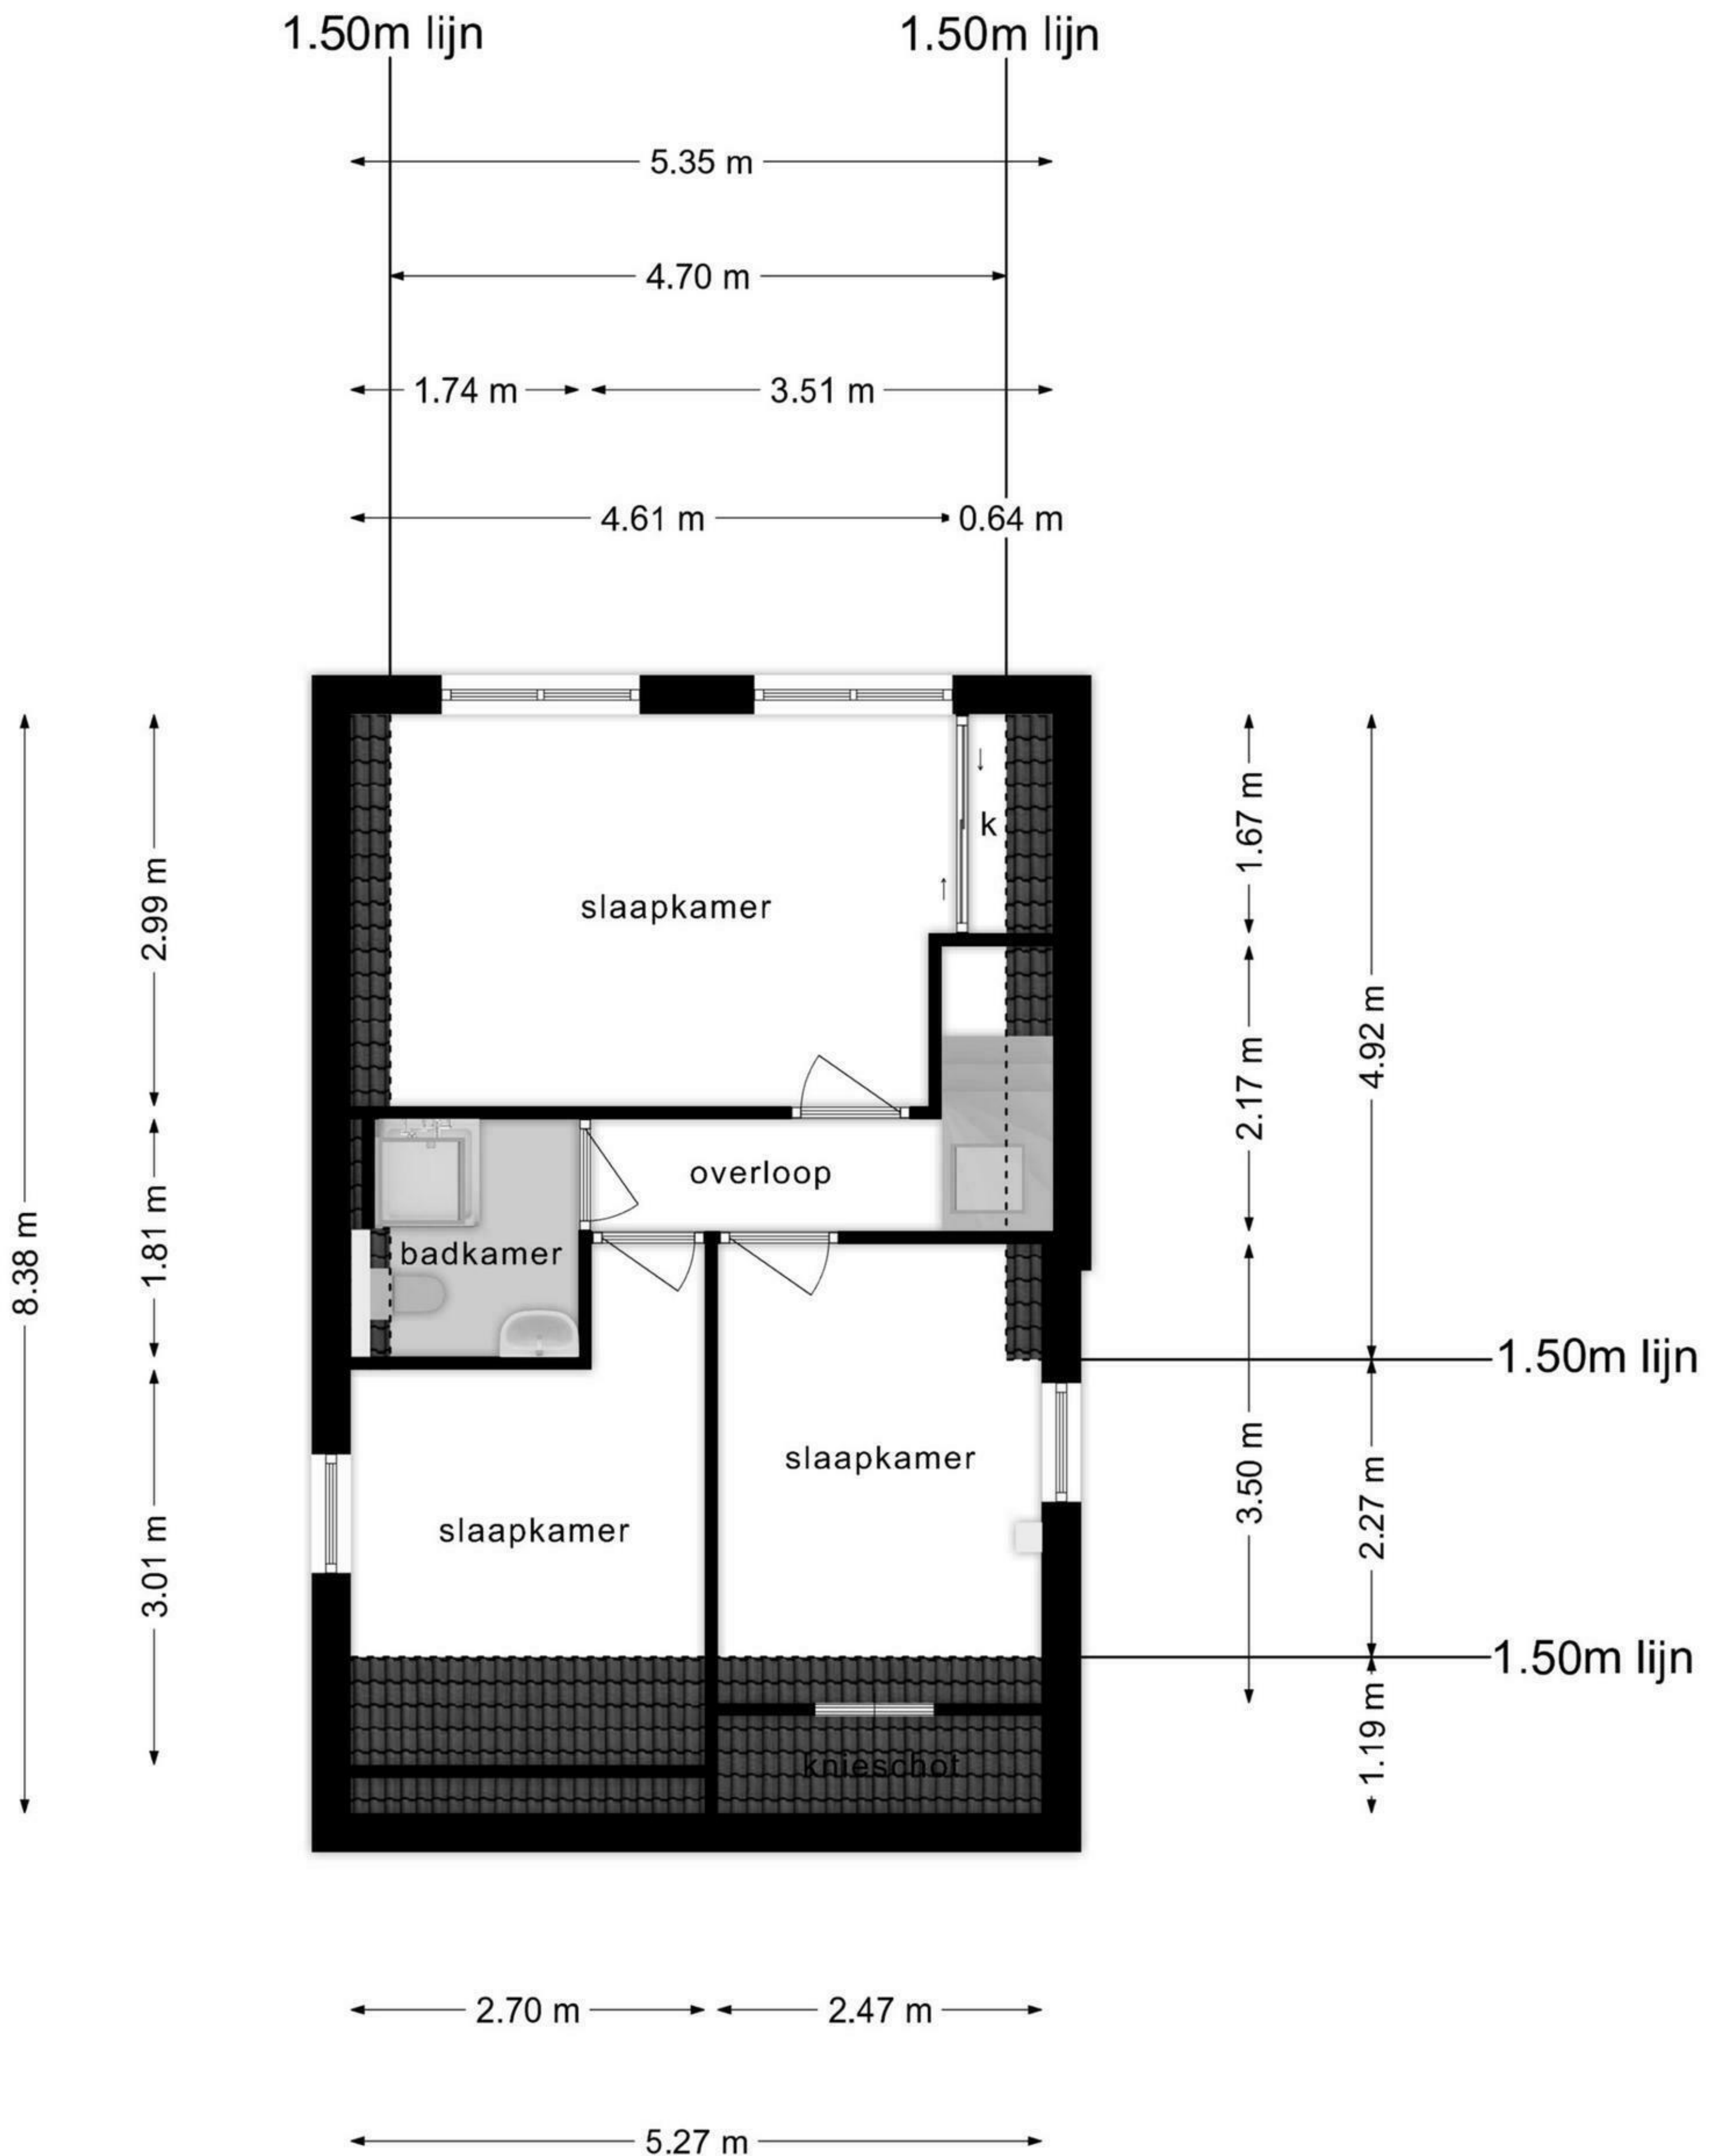 1.50m lijn
1.50m lijn
5.35 m
4.70 m
1.74 m
3.51 m
4.61 m
0.64 m
8.38 m
2.99 m
1.81 m
3.01 m
1.67 m
2.17 m
3.50 m
4.92 m
2.27 m
1.19 m
slaapkamer
k
overloop
badkamer
1.50m lijn
slaapkamer
slaapkamer
1.50m lijn
knieschot
2.70 m
2.47 m
5.27 m